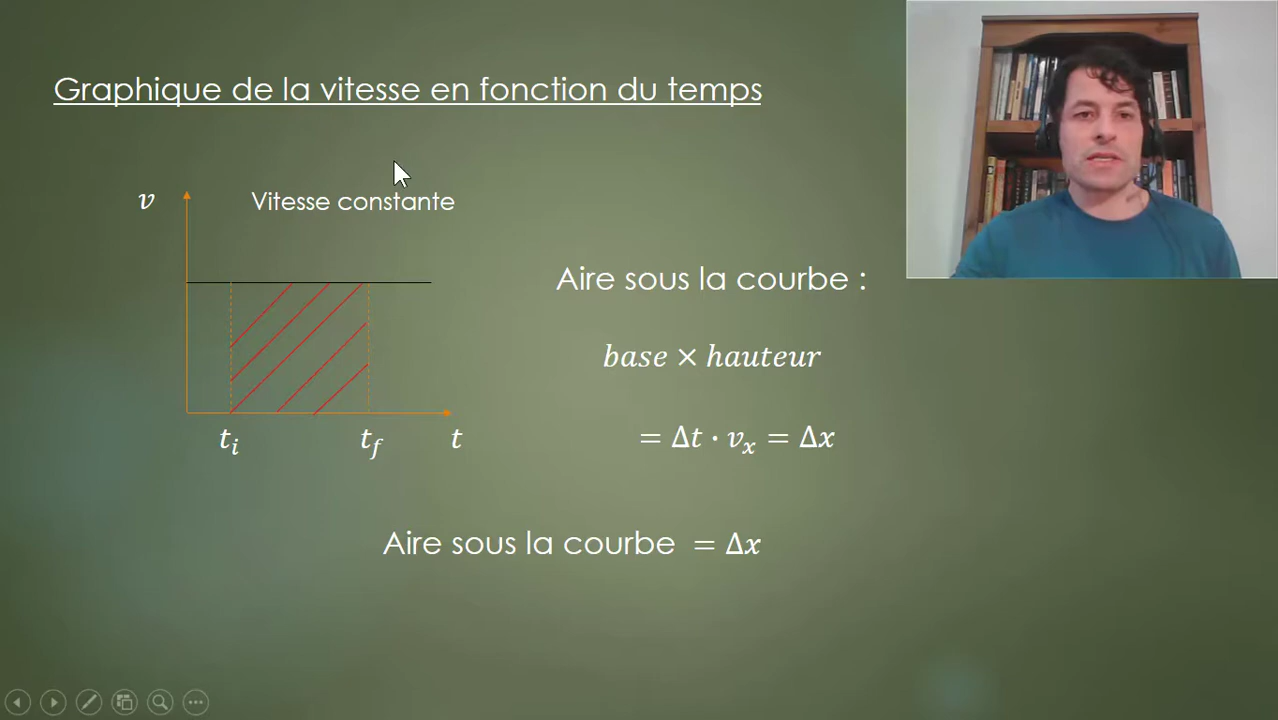 Graphique de la vitesse en fonction du temps
v
Vitesse constante
Aire sous la courbe :
base × hauteur
= Δt · vₓ = Δx
tᵢ
t_f
t
Aire sous la courbe = Δx